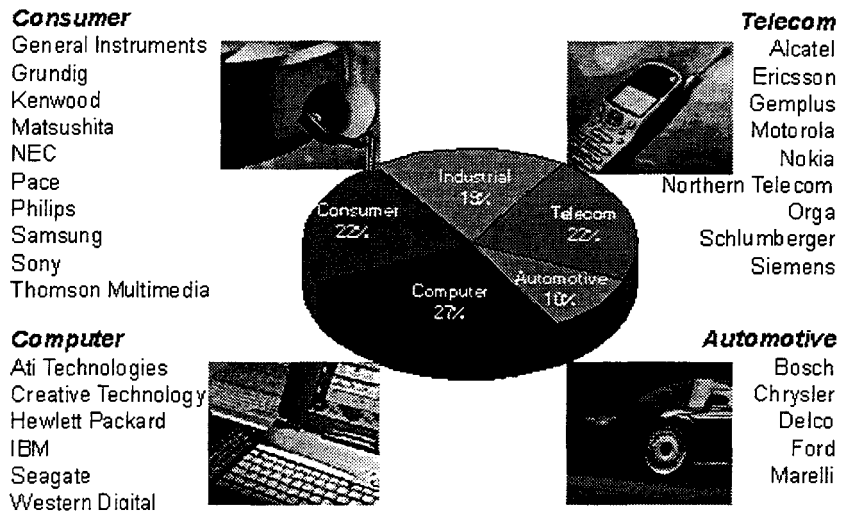 Consumer
General Instruments
Grundig
Kenwood
Matsushita
NEC
Pace
Philips
Samsung
Sony
Thomson Multimedia
Telecom
Alcatel
Ericsson
Gemplus
Motorola
Nokia
Northern Telecom
Orga
Schlumberger
Siemens
Industrial
19%
Consumer
22%
Telecom
22%
Automotive
10%
Computer
27%
Computer
Ati Technologies
Creative Technology
Hewlett Packard
IBM
Seagate
Western Digital
Automotive
Bosch
Chrysler
Delco
Ford
Marelli